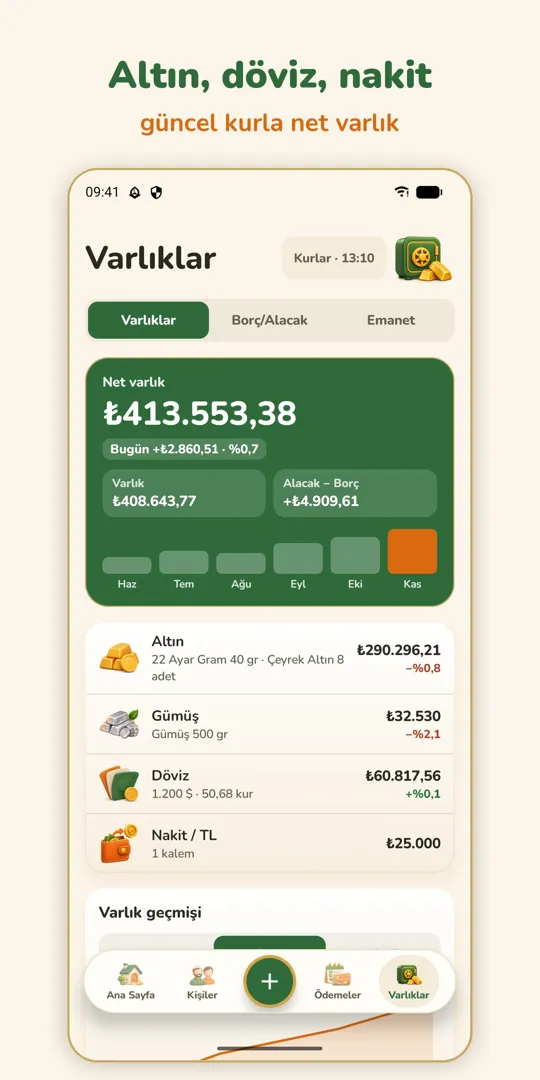 Altın, döviz, nakit
güncel kurla net varlık
09:41
Varlıklar
Kurlar · 13:10
Varlıklar
Borç/Alacak
Emanet
Net varlık
₺413.553,38
Bugün +₺2.860,51 · %0,7
Varlık
₺408.643,77
Alacak − Borç
+₺4.909,61
Haz
Tem
Ağu
Eyl
Eki
Kas
Altın
22 Ayar Gram 40 gr · Çeyrek Altın 8
adet
₺290.296,21
−%0,8
Gümüş
Gümüş 500 gr
₺32.530
−%2,1
Döviz
1.200 $ · 50,68 kur
₺60.817,56
+%0,1
Nakit / TL
1 kalem
₺25.000
Varlık geçmişi
Ana Sayfa
Kişiler
+
Ödemeler
Varlıklar